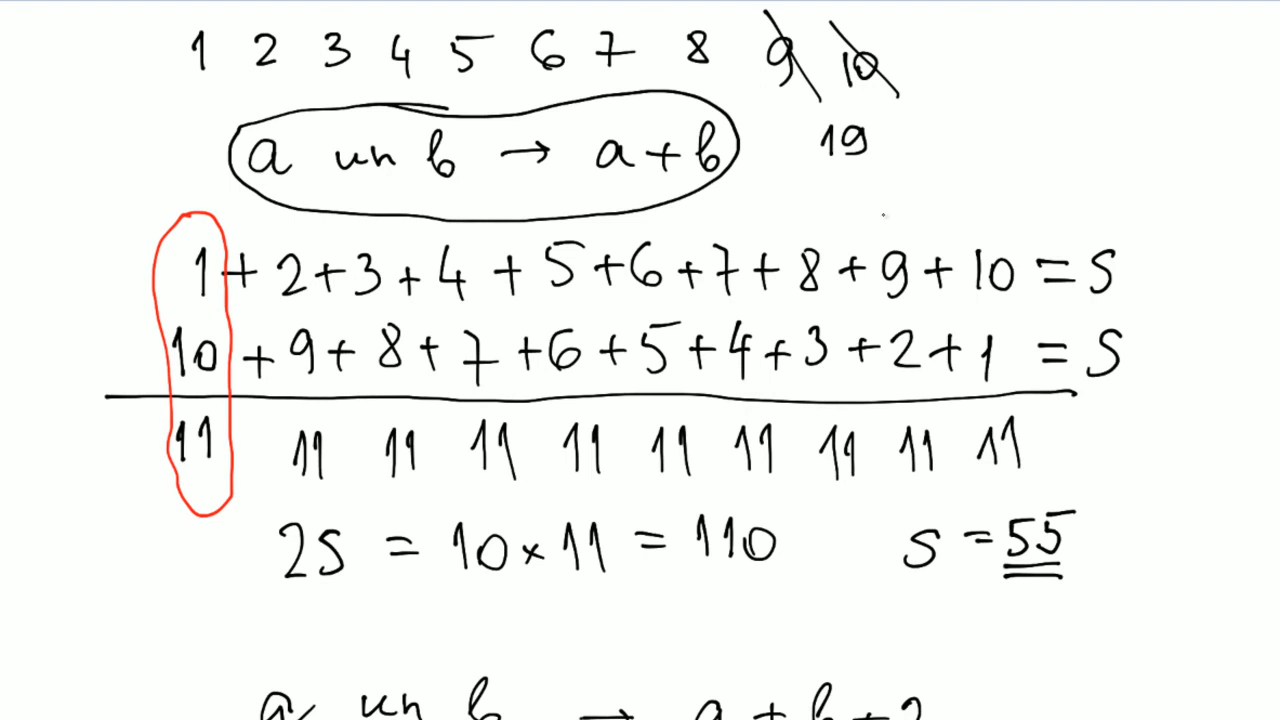 1 2 3 4 5 6 7 8 9 10
a un b → a+b 19
1+2+3+4+5+6+7+8+9+10=S
10+9+8+7+6+5+4+3+2+1=S
11 11 11 11 11 11 11 11 11 11
2S = 10×11 = 110 S = 55
a un b → a+b+2